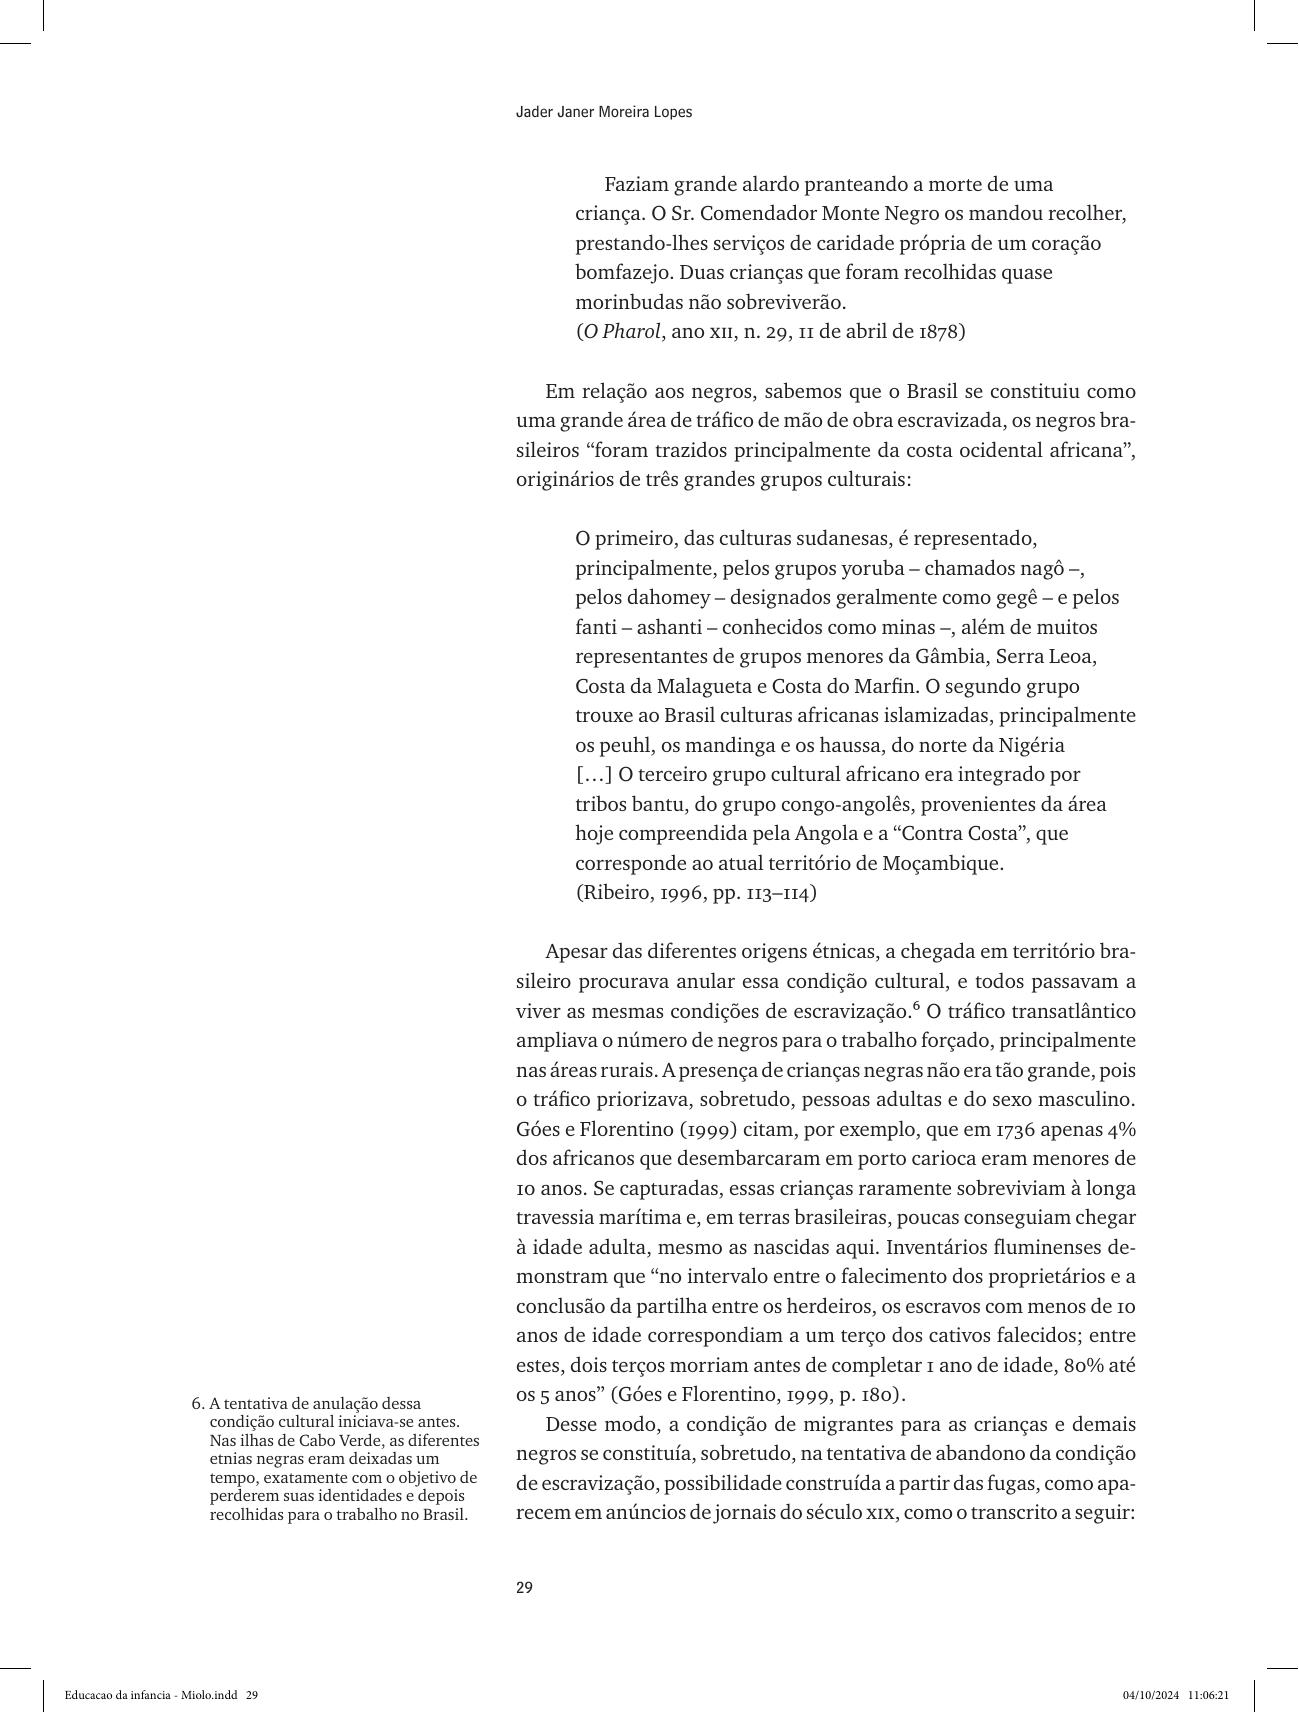 Jader Janer Moreira Lopes
Faziam grande alardo pranteando a morte de uma
criança. O Sr. Comendador Monte Negro os mandou recolher,
prestando-lhes serviços de caridade própria de um coração
bomfazejo. Duas crianças que foram recolhidas quase
morinbudas não sobreviverão.
(O Pharol, ano XII, n. 29, 11 de abril de 1878)
Em relação aos negros, sabemos que o Brasil se constituiu como
uma grande área de tráfico de mão de obra escravizada, os negros bra-
sileiros “foram trazidos principalmente da costa ocidental africana”,
originários de três grandes grupos culturais:
O primeiro, das culturas sudanesas, é representado,
principalmente, pelos grupos yoruba – chamados nagô –,
pelos dahomey – designados geralmente como gegê – e pelos
fanti – ashanti – conhecidos como minas –, além de muitos
representantes de grupos menores da Gâmbia, Serra Leoa,
Costa da Malagueta e Costa do Marfin. O segundo grupo
trouxe ao Brasil culturas africanas islamizadas, principalmente
os peuhl, os mandinga e os haussa, do norte da Nigéria
[…] O terceiro grupo cultural africano era integrado por
tribos bantu, do grupo congo-angolês, provenientes da área
hoje compreendida pela Angola e a “Contra Costa”, que
corresponde ao atual território de Moçambique.
(Ribeiro, 1996, pp. 113–114)
Apesar das diferentes origens étnicas, a chegada em território bra-
sileiro procurava anular essa condição cultural, e todos passavam a
viver as mesmas condições de escravização.⁶ O tráfico transatlântico
ampliava o número de negros para o trabalho forçado, principalmente
nas áreas rurais. A presença de crianças negras não era tão grande, pois
o tráfico priorizava, sobretudo, pessoas adultas e do sexo masculino.
Góes e Florentino (1999) citam, por exemplo, que em 1736 apenas 4%
dos africanos que desembarcaram em porto carioca eram menores de
10 anos. Se capturadas, essas crianças raramente sobreviviam à longa
travessia marítima e, em terras brasileiras, poucas conseguiam chegar
à idade adulta, mesmo as nascidas aqui. Inventários fluminenses de-
monstram que “no intervalo entre o falecimento dos proprietários e a
conclusão da partilha entre os herdeiros, os escravos com menos de 10
anos de idade correspondiam a um terço dos cativos falecidos; entre
estes, dois terços morriam antes de completar 1 ano de idade, 80% até
os 5 anos” (Góes e Florentino, 1999, p. 180).
Desse modo, a condição de migrantes para as crianças e demais
negros se constituía, sobretudo, na tentativa de abandono da condição
de escravização, possibilidade construída a partir das fugas, como apa-
recem em anúncios de jornais do século XIX, como o transcrito a seguir:
6. A tentativa de anulação dessa
condição cultural iniciava-se antes.
Nas ilhas de Cabo Verde, as diferentes
etnias negras eram deixadas um
tempo, exatamente com o objetivo de
perderem suas identidades e depois
recolhidas para o trabalho no Brasil.
29
Educacao da infancia - Miolo.indd 29
04/10/2024 11:06:21